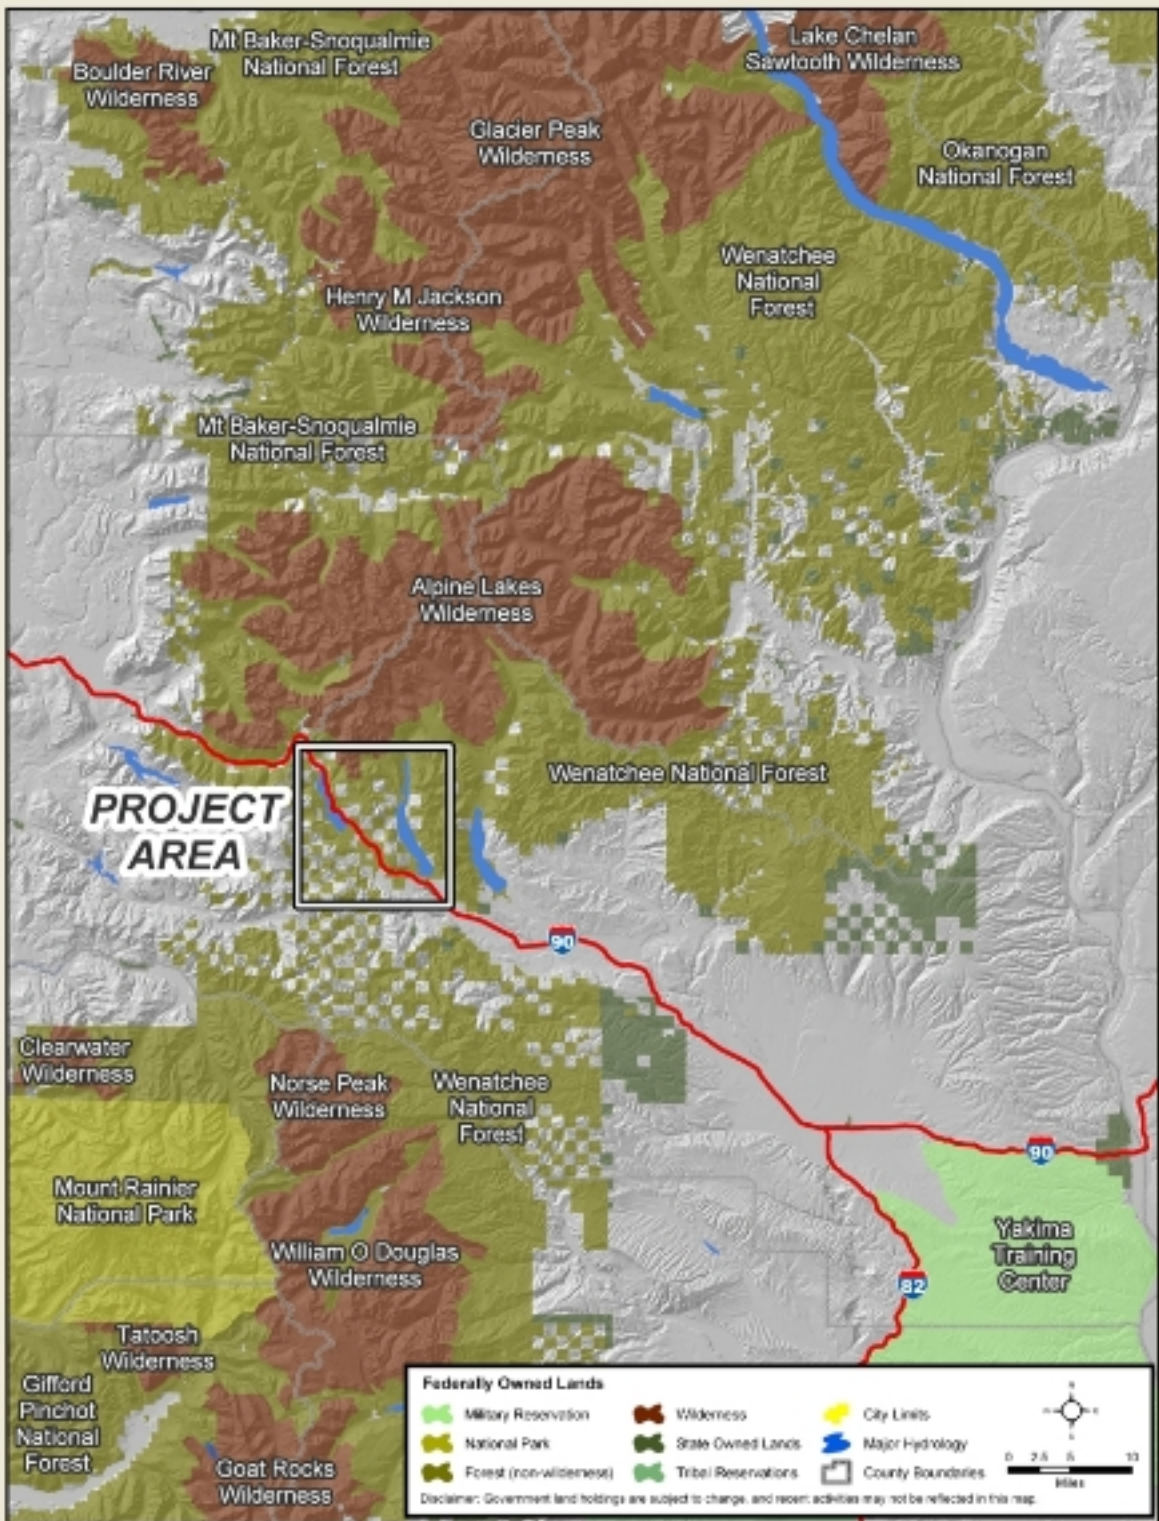 Mt Baker-Snoqualmie
National Forest
Boulder River
Wilderness
Lake Chelan
Sawtooth Wilderness
Glacier Peak
Wilderness
Okanogan
National Forest
Wenatchee
National
Forest
Henry M Jackson
Wilderness
Mt Baker-Snoqualmie
National Forest
Alpine Lakes
Wilderness
Wenatchee National Forest
PROJECT
AREA
90
Clearwater
Wilderness
Norse Peak
Wilderness
Wenatchee
National
Forest
90
Mount Rainier
National Park
William O Douglas
Wilderness
Yakima
Training
Center
82
Tatoosh
Wilderness
Gifford
Pinchot
National
Forest
Goat Rocks
Wilderness
Federally Owned Lands
Military Reservation
National Park
Forest (non-wilderness)
Wilderness
State Owned Lands
Tribal Reservations
City Limits
Major Hydrology
County Boundaries
0 2.5 5 10
Miles
Disclaimer: Government land holdings are subject to change, and recent activities may not be reflected in this map.